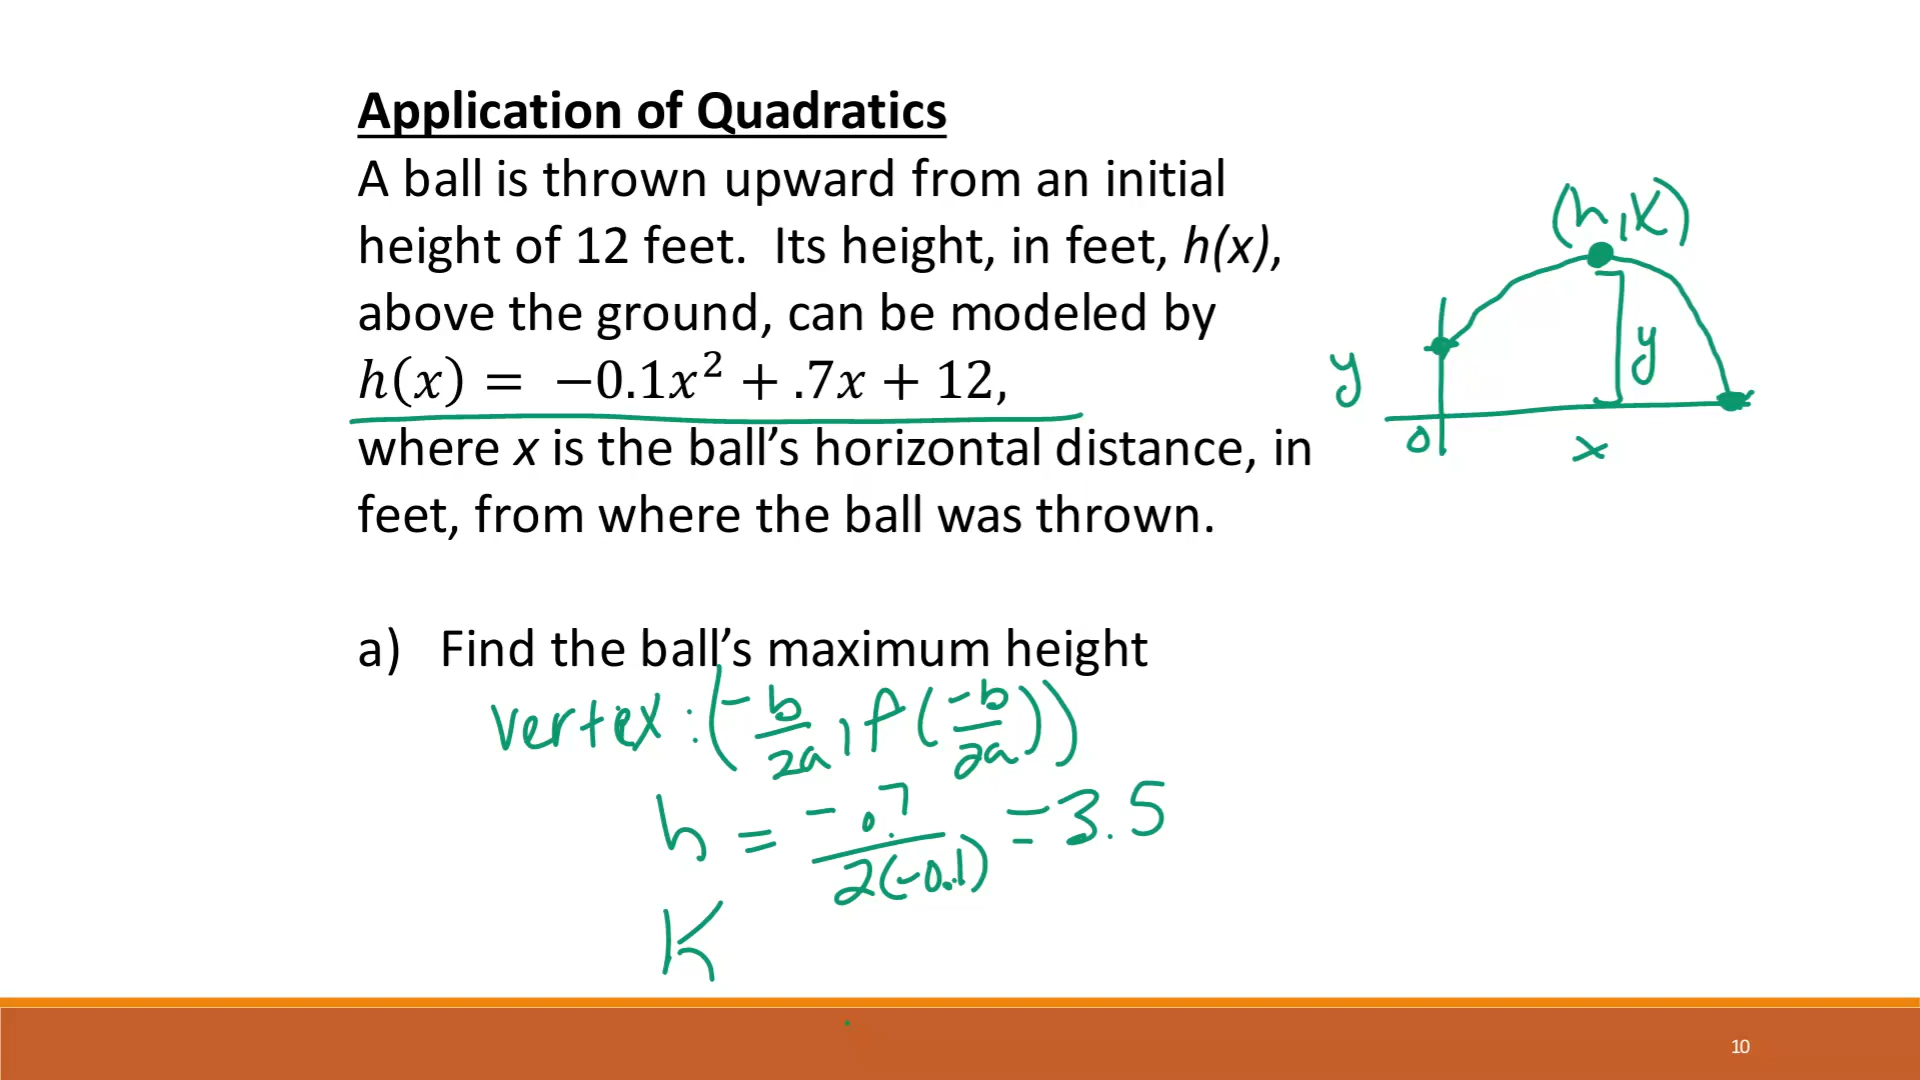 Application of Quadratics
A ball is thrown upward from an initial
height of 12 feet.  Its height, in feet, h(x),
above the ground, can be modeled by
h(x) = −0.1x² + .7x + 12,
where x is the ball’s horizontal distance, in
feet, from where the ball was thrown.
(h,K)
y
y
0
x
a) Find the ball’s maximum height
vertex: (-b/2a, f(-b/2a))
h = -0.7/2(-0.1) = 3.5
K
10